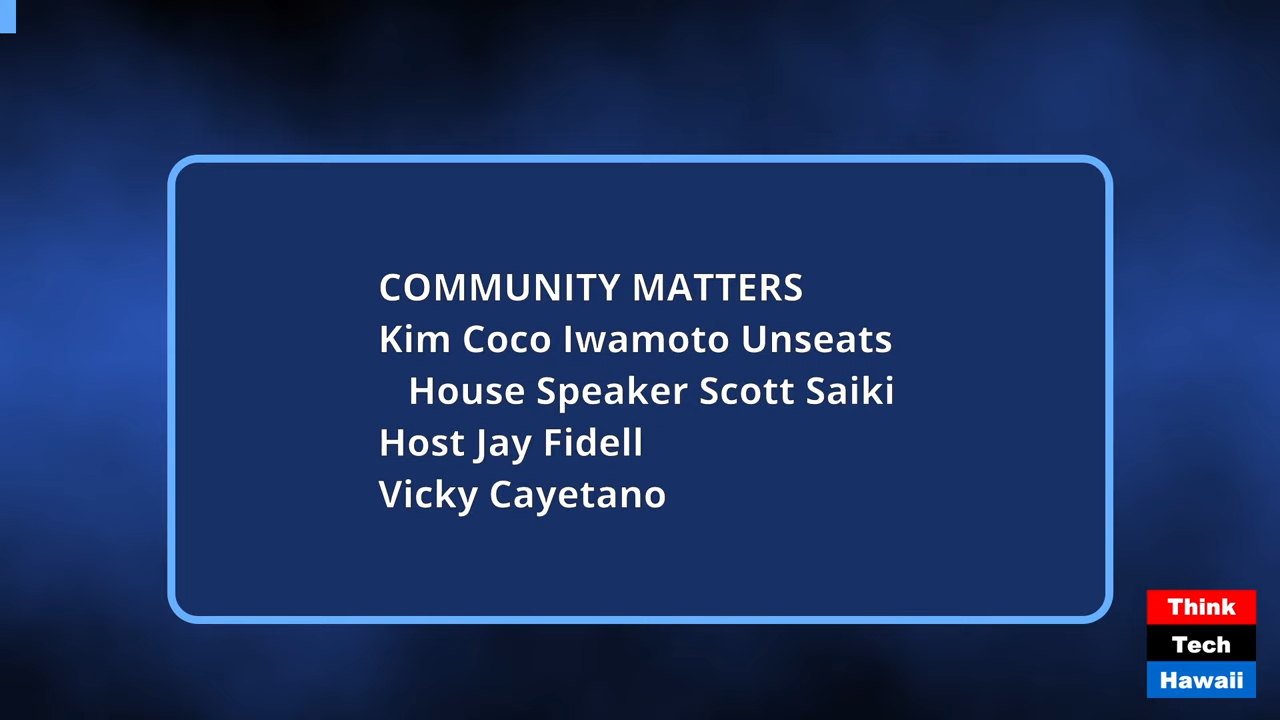 COMMUNITY MATTERS
Kim Coco Iwamoto Unseats
House Speaker Scott Saiki
Host Jay Fidell
Vicky Cayetano
Think
Tech
Hawaii